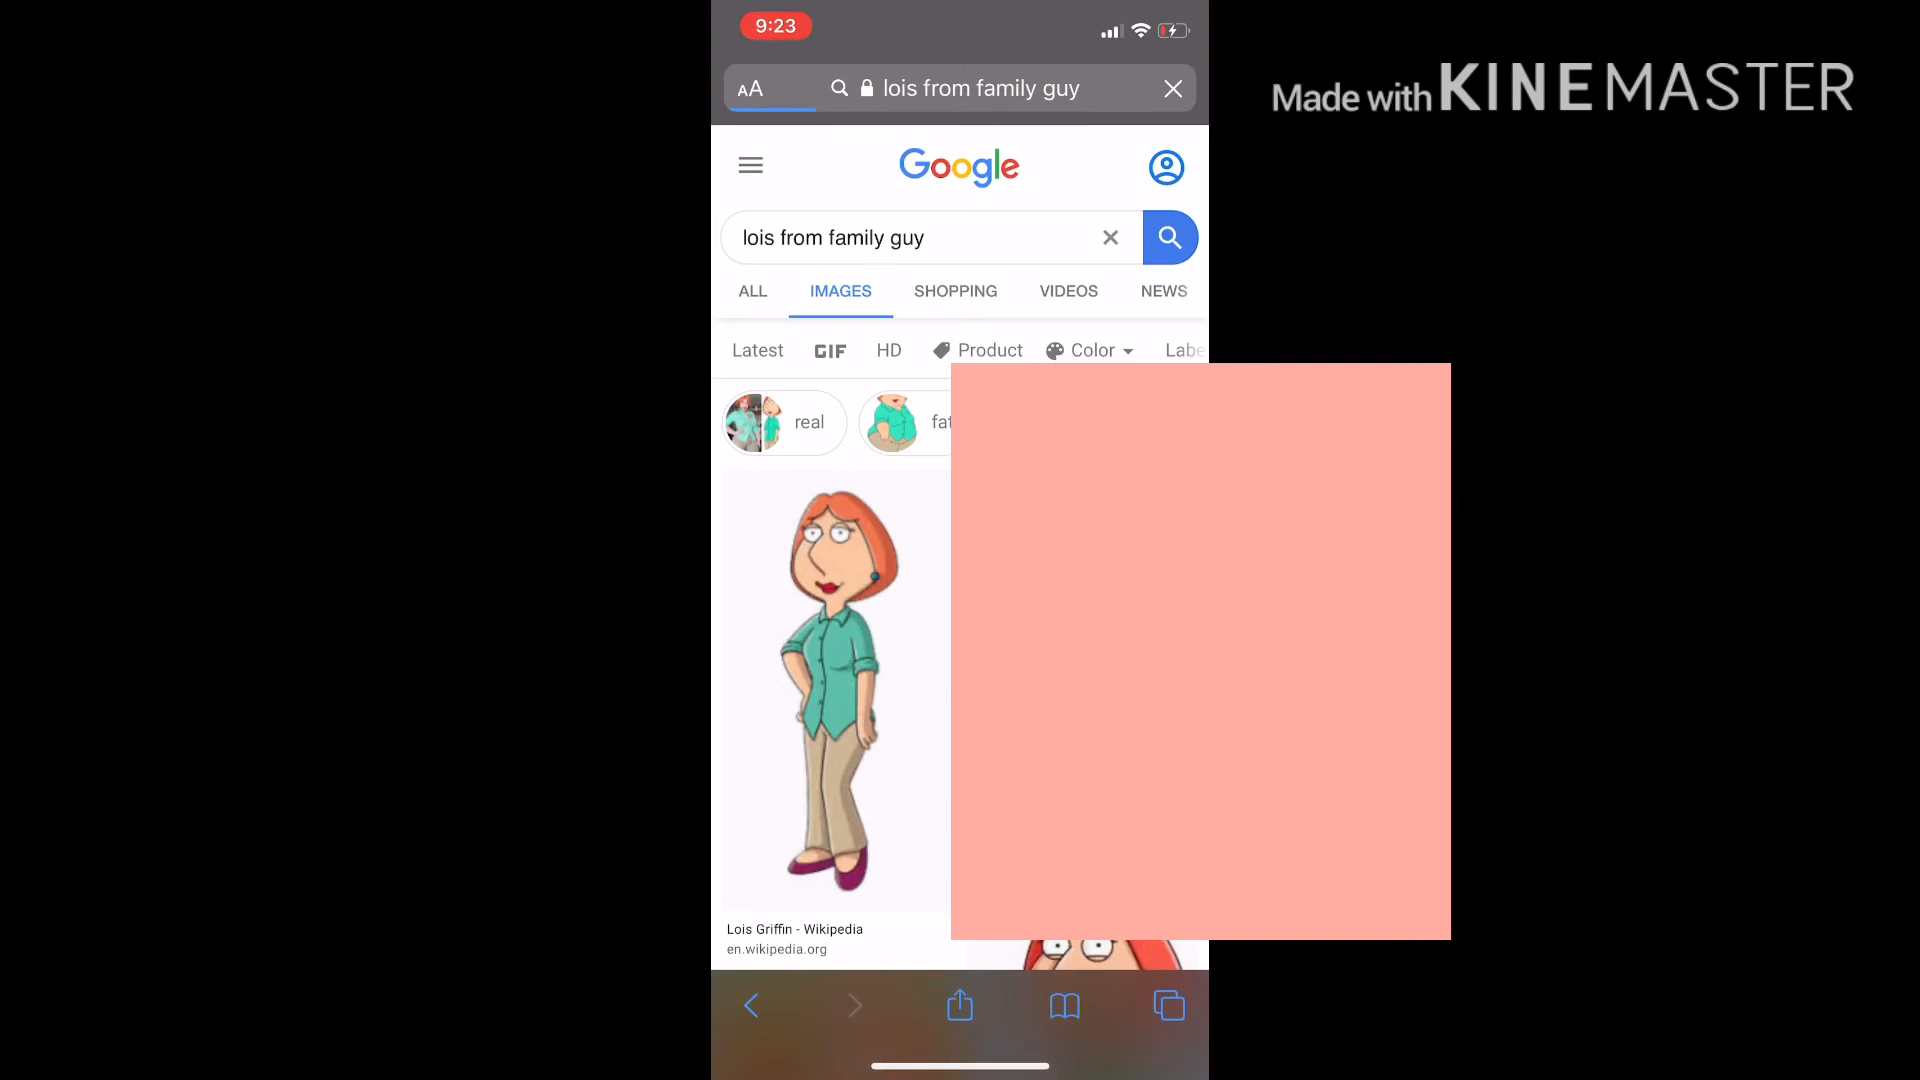 9:23
Made with KINEMASTER
AA lois from family guy
Google
lois from family guy
ALL IMAGES SHOPPING VIDEOS NEWS
Latest GIF HD Product Color
real
Lois Griffin - Wikipedia
en.wikipedia.org